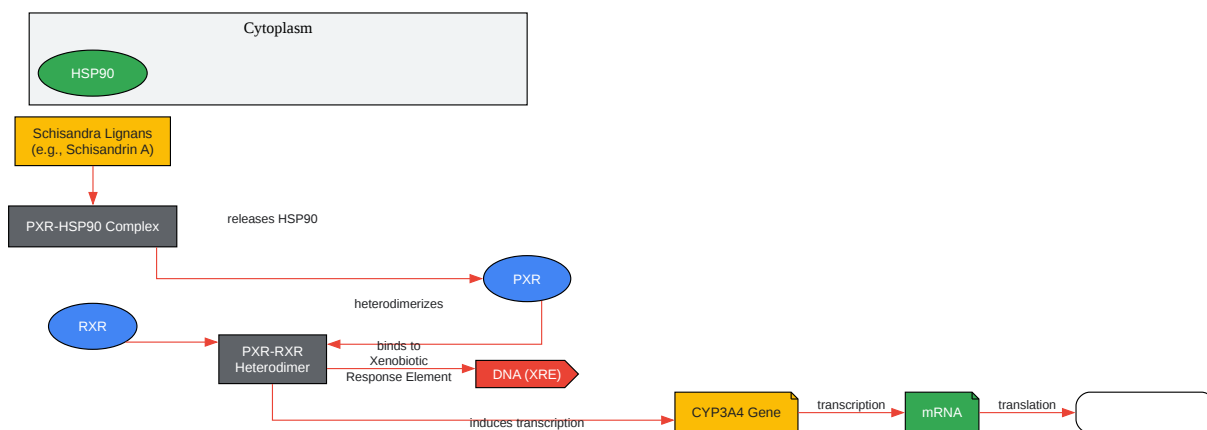 Cytoplasm
HSP90
Schisandra Lignans
(e.g., Schisandrin A)
PXR-HSP90 Complex
releases HSP90
PXR
heterodimerizes
RXR
PXR-RXR
Heterodimer
binds to
Xenobiotic
Response Element
DNA (XRE)
induces transcription
CYP3A4 Gene
transcription
mRNA
translation